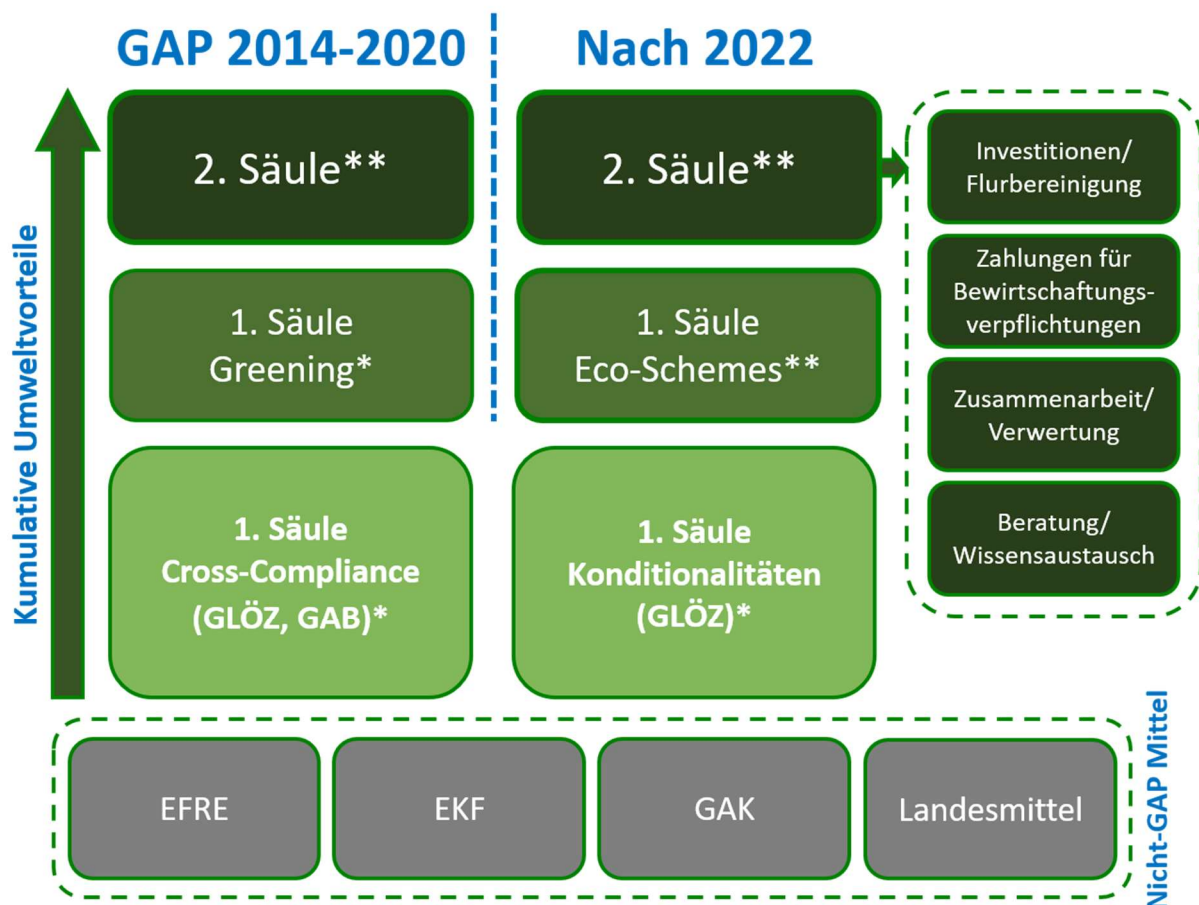 GAP 2014-2020
Nach 2022
Kumulative Umweltvorteile
2. Säule**
1. Säule
Greening*
1. Säule
Cross-Compliance
(GLÖZ, GAB)*
2. Säule**
1. Säule
Eco-Schemes**
1. Säule
Konditionalitäten
(GLÖZ)*
Investitionen/
Flurbereinigung
Zahlungen für
Bewirtschaftungs-
verpflichtungen
Zusammenarbeit/
Verwertung
Beratung/
Wissensaustausch
EFRE
EKF
GAK
Landesmittel
Nicht-GAP Mittel